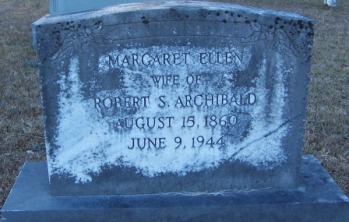 MARGARET ELLEN
WIFE OF
ROBERT S. ARCHIBALD
AUGUST 15, 1860
JUNE 9, 1944